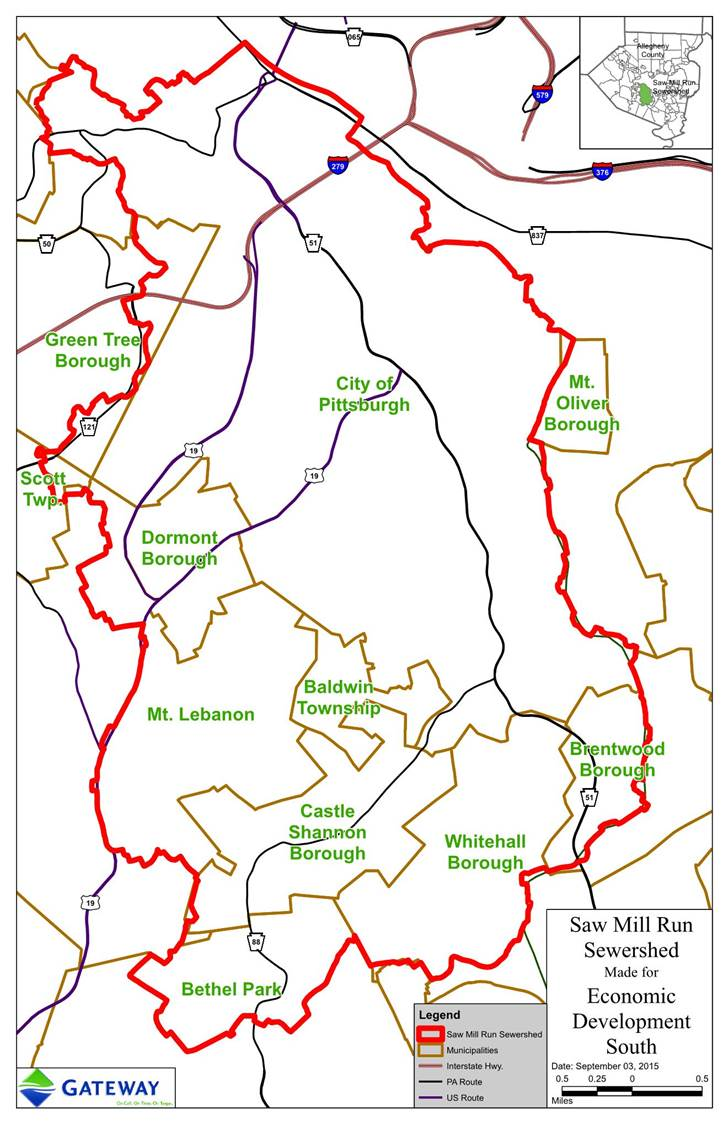 065
Allegheny
County
Saw Mill Run
Sewershed
579
279
376
50
51
837
Green Tree
Borough
City of
Pittsburgh
Mt.
Oliver
Borough
121
19
19
Scott
Twp.
Dormont
Borough
Baldwin
Township
Mt. Lebanon
Brentwood
Borough
51
Castle
Shannon
Borough
Whitehall
Borough
19
88
Bethel Park
Saw Mill Run
Sewershed
Made for
Economic
Development
South
Date: September 03, 2015
0.5 0.25 0 0.5
Miles
Legend
Saw Mill Run Sewershed
Municipalities
Interstate Hwy.
PA Route
US Route
GATEWAY